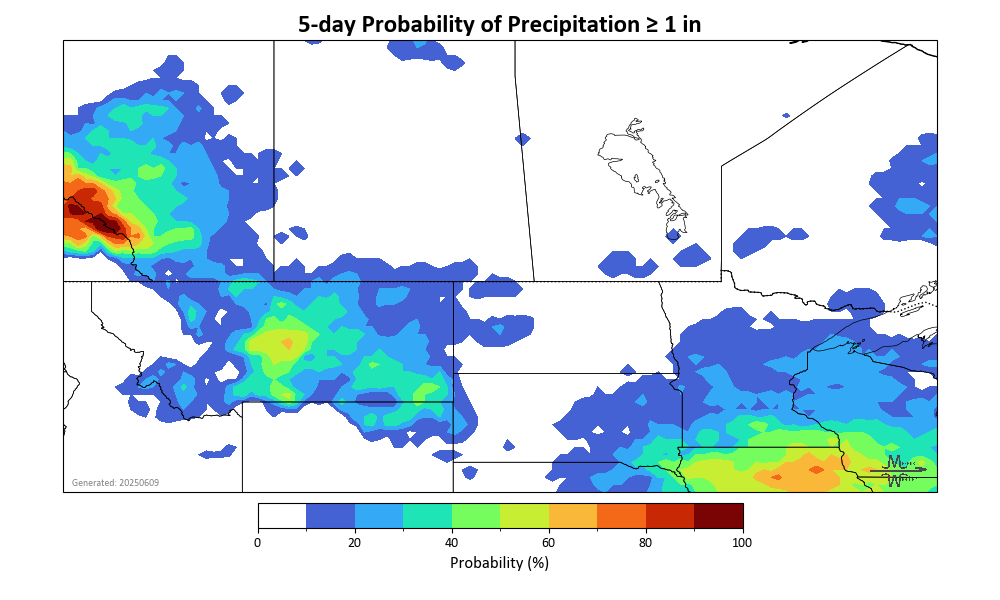 5-day Probability of Precipitation ≥ 1 in
Generated: 20250609
0 20 40 60 80 100
Probability (%)